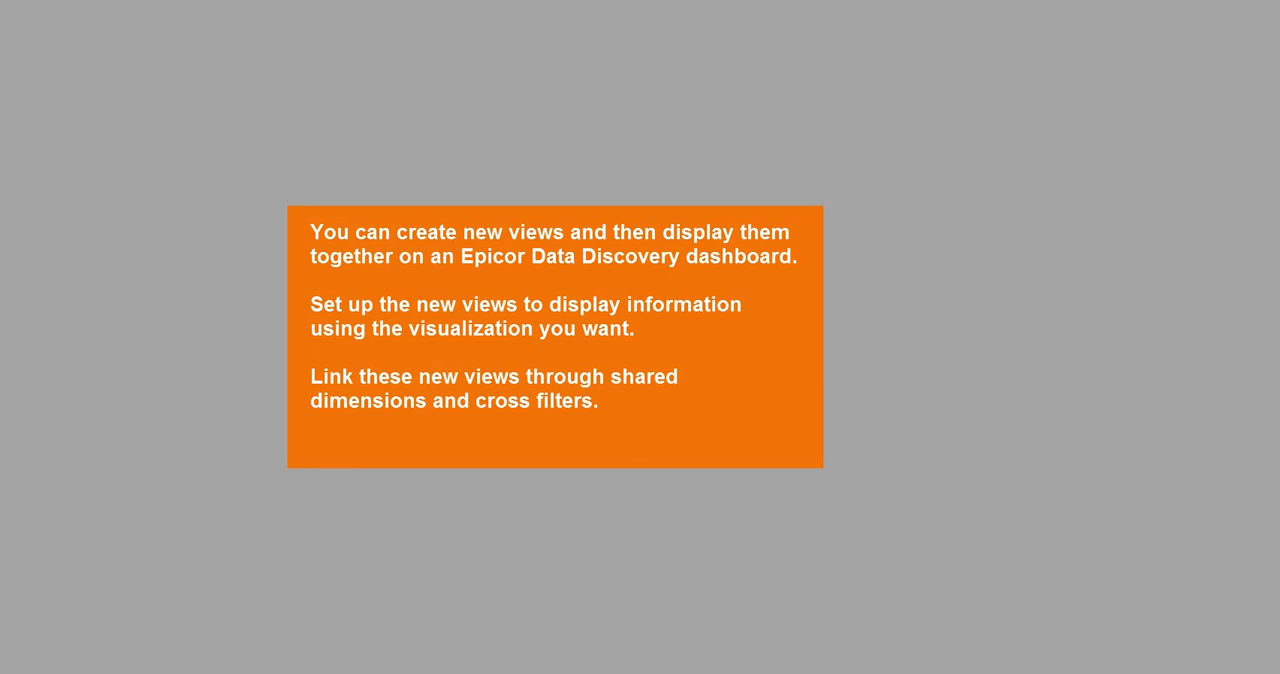 You can create new views and then display them
together on an Epicor Data Discovery dashboard.
Set up the new views to display information
using the visualization you want.
Link these new views through shared
dimensions and cross filters.